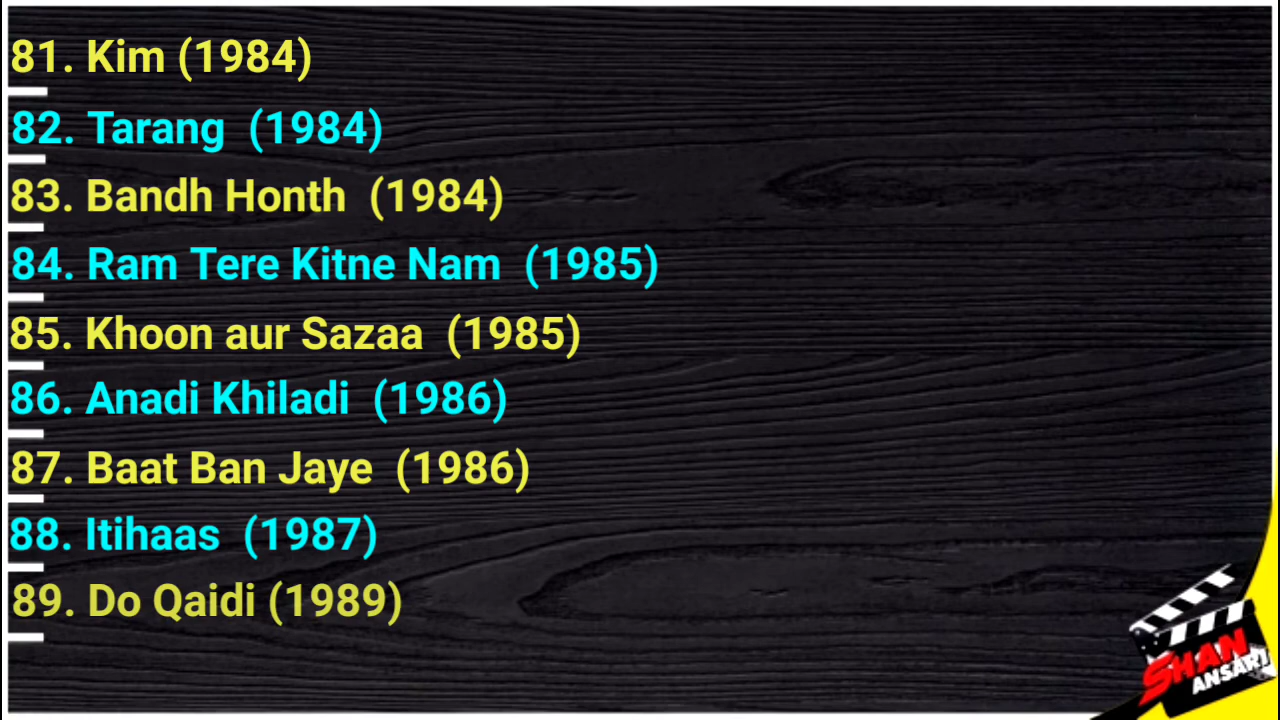 81. Kim (1984)
82. Tarang (1984)
83. Bandh Honth (1984)
84. Ram Tere Kitne Nam (1985)
85. Khoon aur Sazaa (1985)
86. Anadi Khiladi (1986)
87. Baat Ban Jaye (1986)
88. Itihaas (1987)
89. Do Qaidi (1989)
SHAN
ANSARI